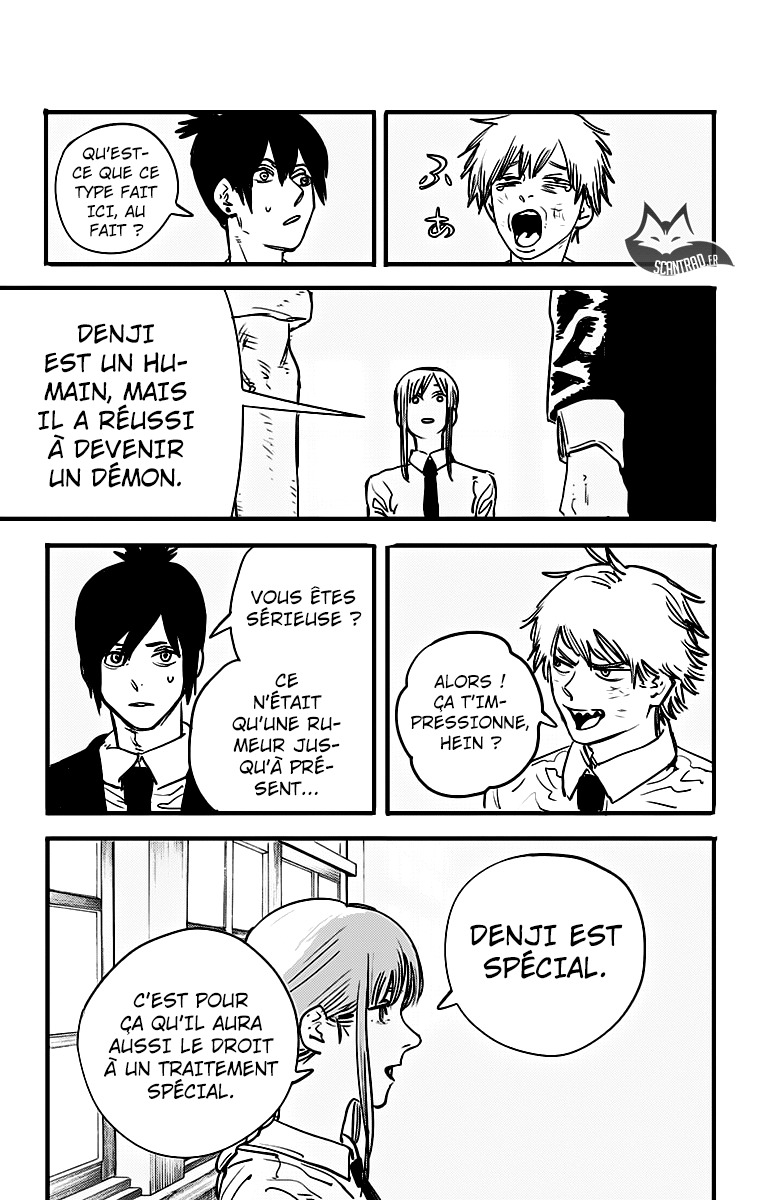 ふぁ
SCANTRAD.FR
QU'EST-
CE QUE CE
TYPE FAIT
ICI, AU
FAIT ?
DENJI
EST UN HU-
MAIN, MAIS
IL A RÉUSSI
À DEVENIR
UN DÉMON.
ALORS !
ÇA T'IM-
PRESSIONNE,
HEIN ?
VOUS ÊTES
SÉRIEUSE ?
CE
N'ÉTAIT
QU'UNE RU-
MEUR JUS-
QU'À PRÉ-
SENT...
DENJI EST
SPÉCIAL.
C'EST POUR
ÇA QU'IL AURA
AUSSI LE DROIT
À UN TRAITEMENT
SPÉCIAL.